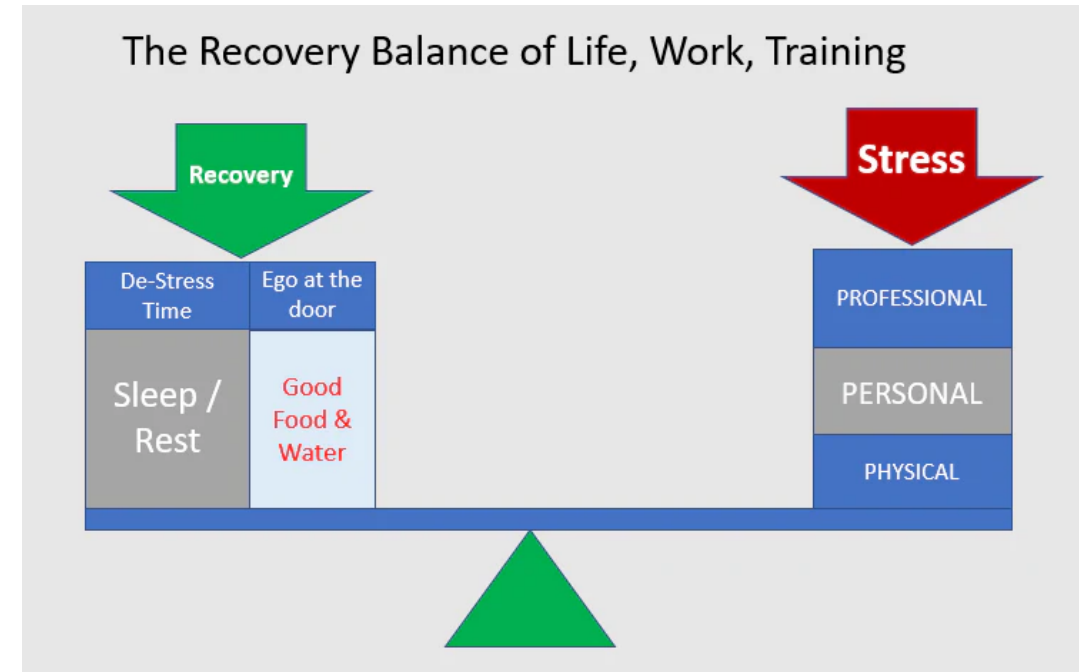 The Recovery Balance of Life, Work, Training
Recovery
Stress
De-Stress
Time
Ego at the
door
Sleep /
Rest
Good
Food &
Water
PROFESSIONAL
PERSONAL
PHYSICAL